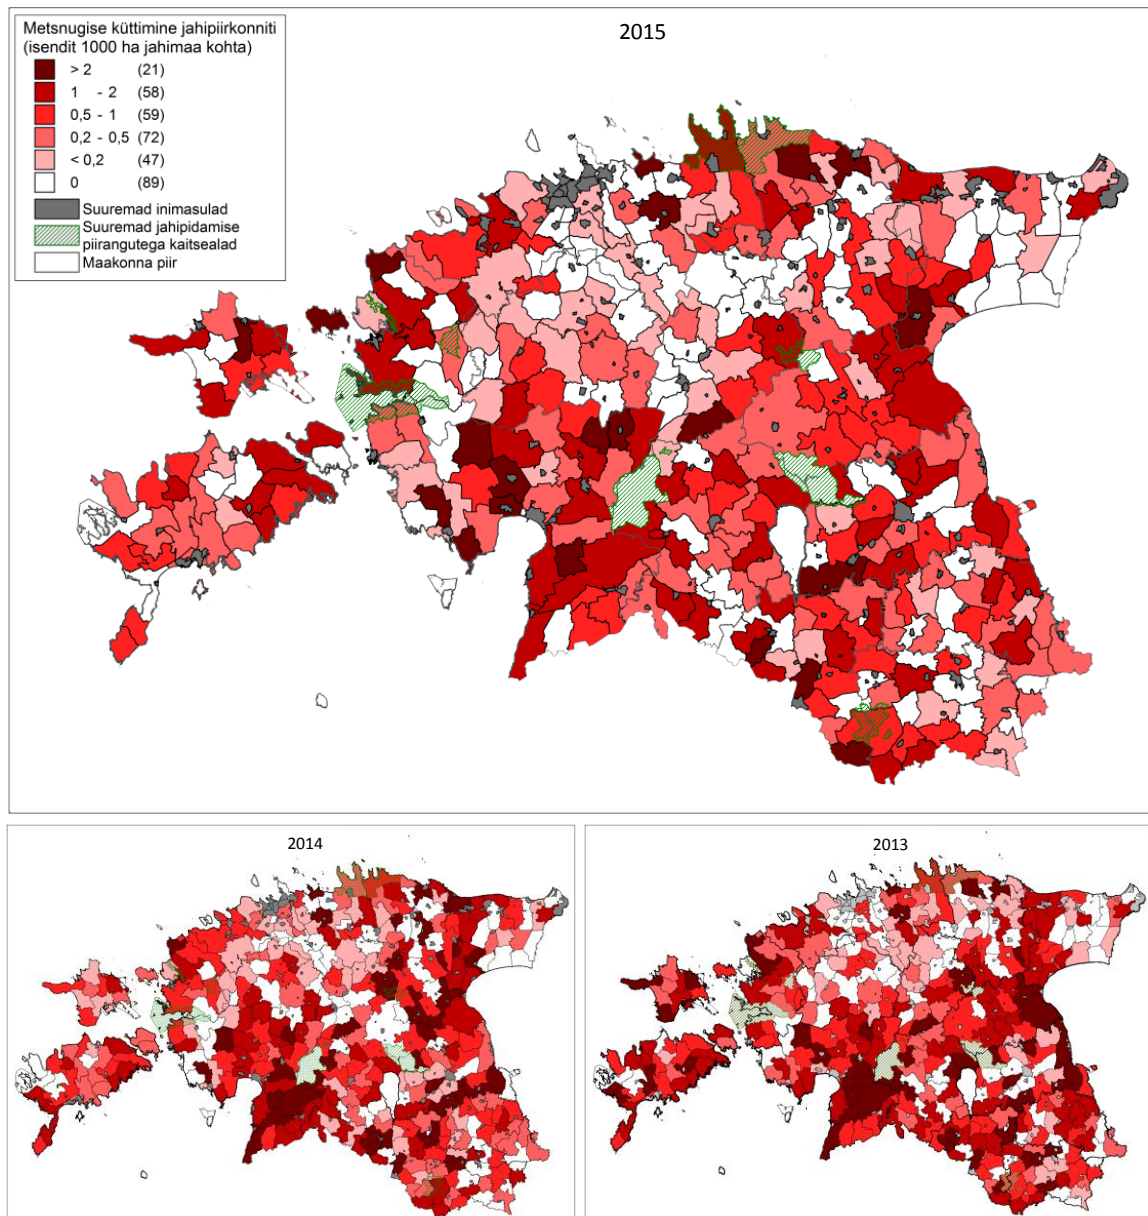 Metsnugise küttimine jahipiirkonniti
(isendit 1000 ha jahimaa kohta)
> 2 (21)
1 - 2 (58)
0,5 - 1 (59)
0,2 - 0,5 (72)
< 0,2 (47)
0 (89)
Suuremad inimasulad
Suuremad jahipidamise
piirangutega kaitsealad
Maakonna piir
2015
2014
2013